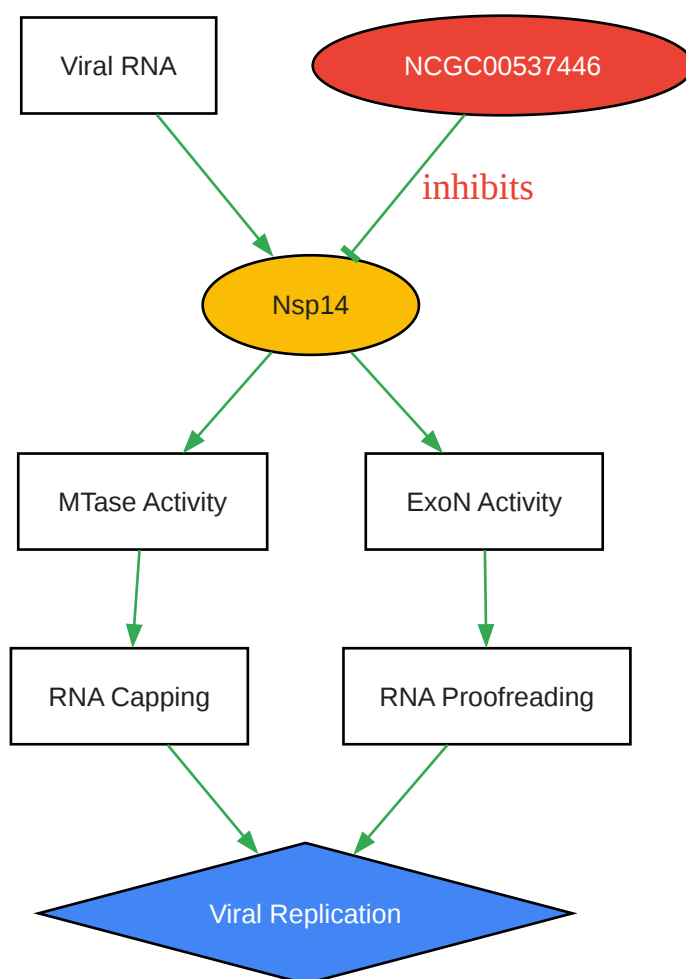 Viral RNA
NCGC00537446
inhibits
Nsp14
MTase Activity
ExoN Activity
RNA Capping
RNA Proofreading
Viral Replication